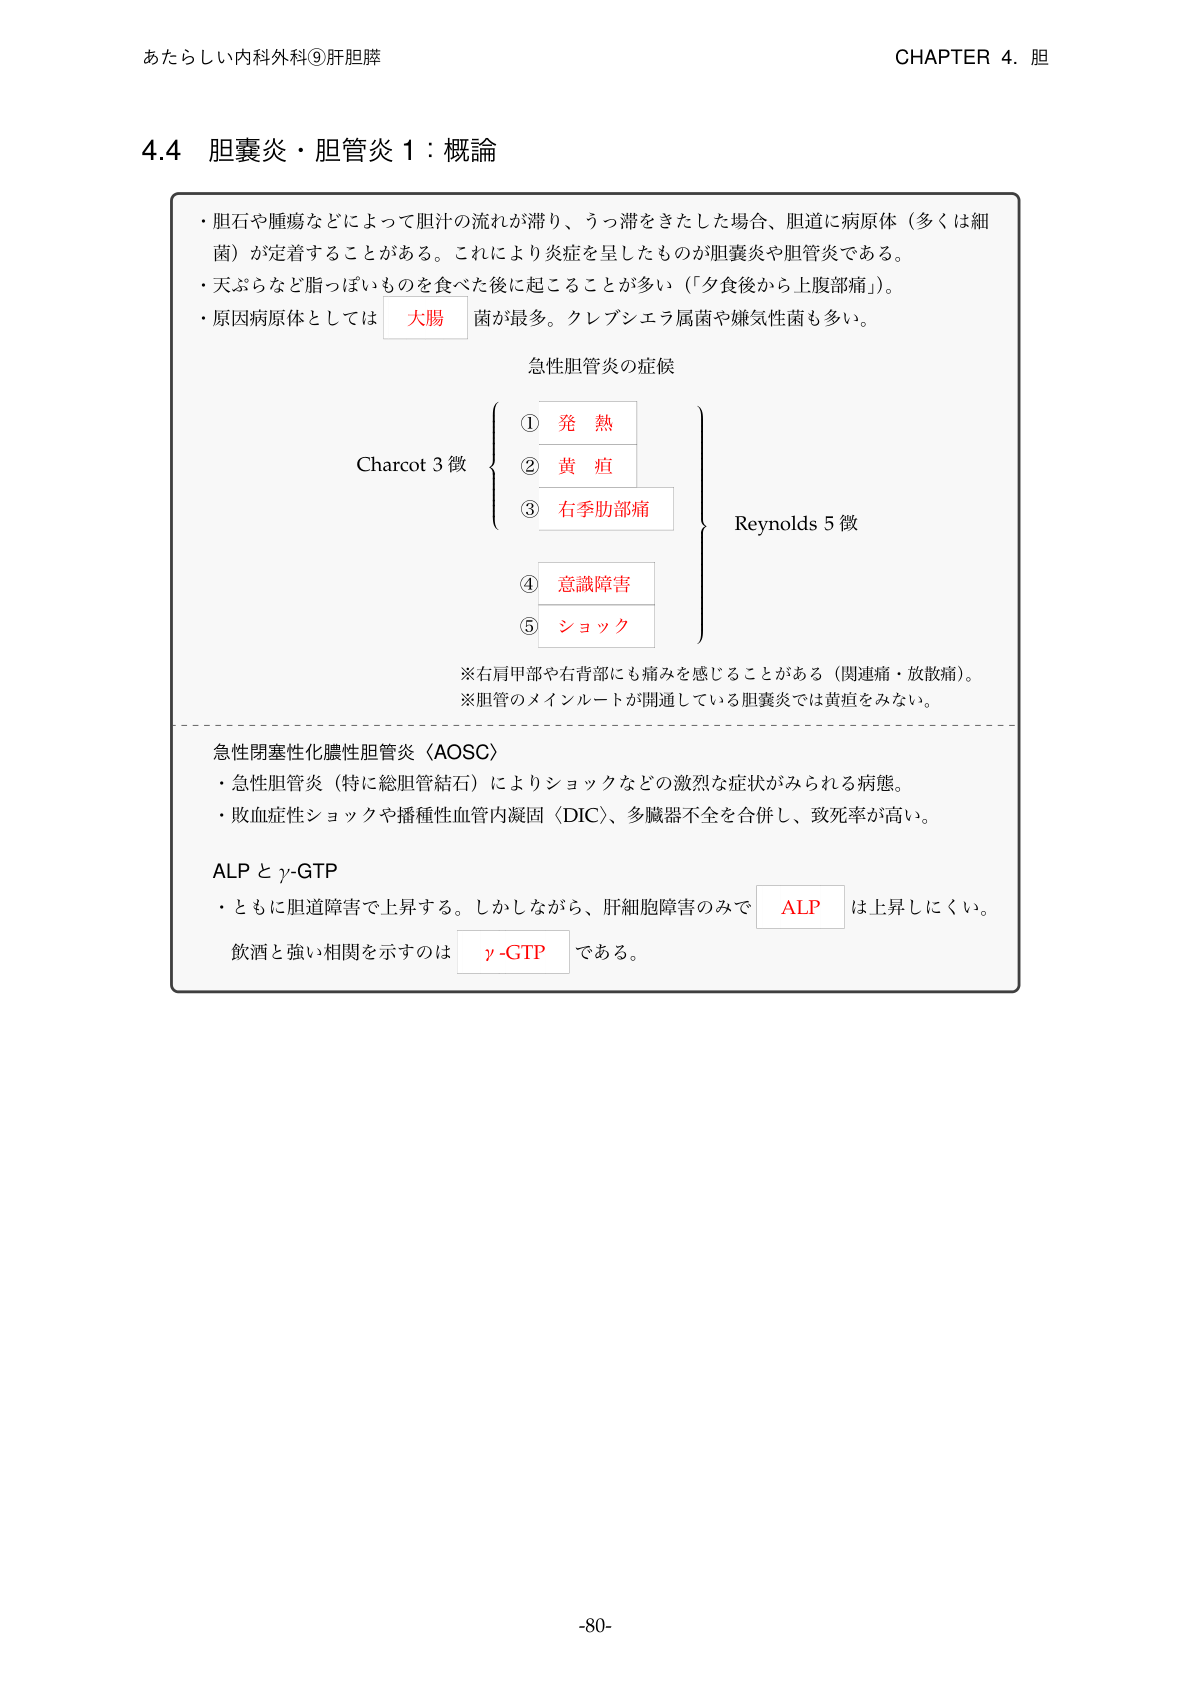 あたらしい内科外科⑨肝胆膵
CHAPTER 4. 胆
4.4 胆嚢炎・胆管炎 1：概論
・胆石や腫瘍などによって胆汁の流れが滞り、うっ滞をきたした場合、胆道に病原体（多くは細
菌）が定着することがある。これにより炎症を呈したものが胆嚢炎や胆管炎である。
・天ぷらなど脂っぽいものを食べた後に起こることが多い（「夕食後から上腹部痛」）。
・原因病原体としては 大腸 菌が最多。クレブシエラ属菌や嫌気性菌も多い。
急性胆管炎の症候
① 発 熱
Charcot 3 徴
② 黄 疸
③ 右季肋部痛
Reynolds 5 徴
④ 意識障害
⑤ ショック
※右肩甲部や右背部にも痛みを感じることがある（関連痛・放散痛）。
※胆管のメインルートが開通している胆嚢炎では黄疸をみない。
急性閉塞性化膿性胆管炎〈AOSC〉
・急性胆管炎（特に総胆管結石）によりショックなどの激烈な症状がみられる病態。
・敗血症性ショックや播種性血管内凝固〈DIC〉、多臓器不全を合併し、致死率が高い。
ALP と γ-GTP
・ともに胆道障害で上昇する。しかしながら、肝細胞障害のみで ALP は上昇しにくい。
飲酒と強い相関を示すのは γ-GTP である。
-80-